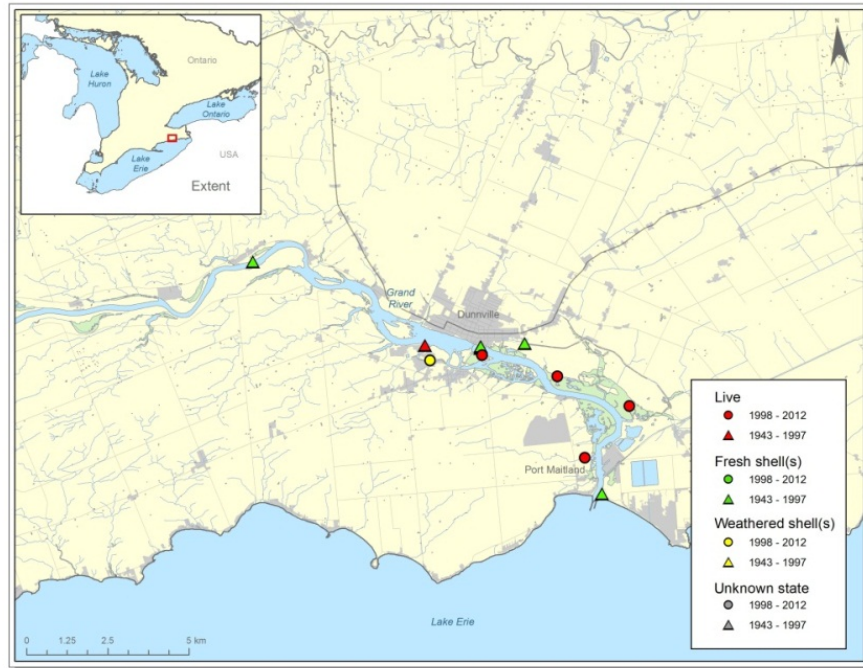 Ontario
Lake
Huron
Lake
Ontario
USA
Lake
Erie
Extent
N
Grand
River
Dunnville
Port Maitland
Lake Erie
0 1.25 2.5 5 km
Live
1998 - 2012
1943 - 1997
Fresh shell(s)
1998 - 2012
1943 - 1997
Weathered shell(s)
1998 - 2012
1943 - 1997
Unknown state
1998 - 2012
1943 - 1997